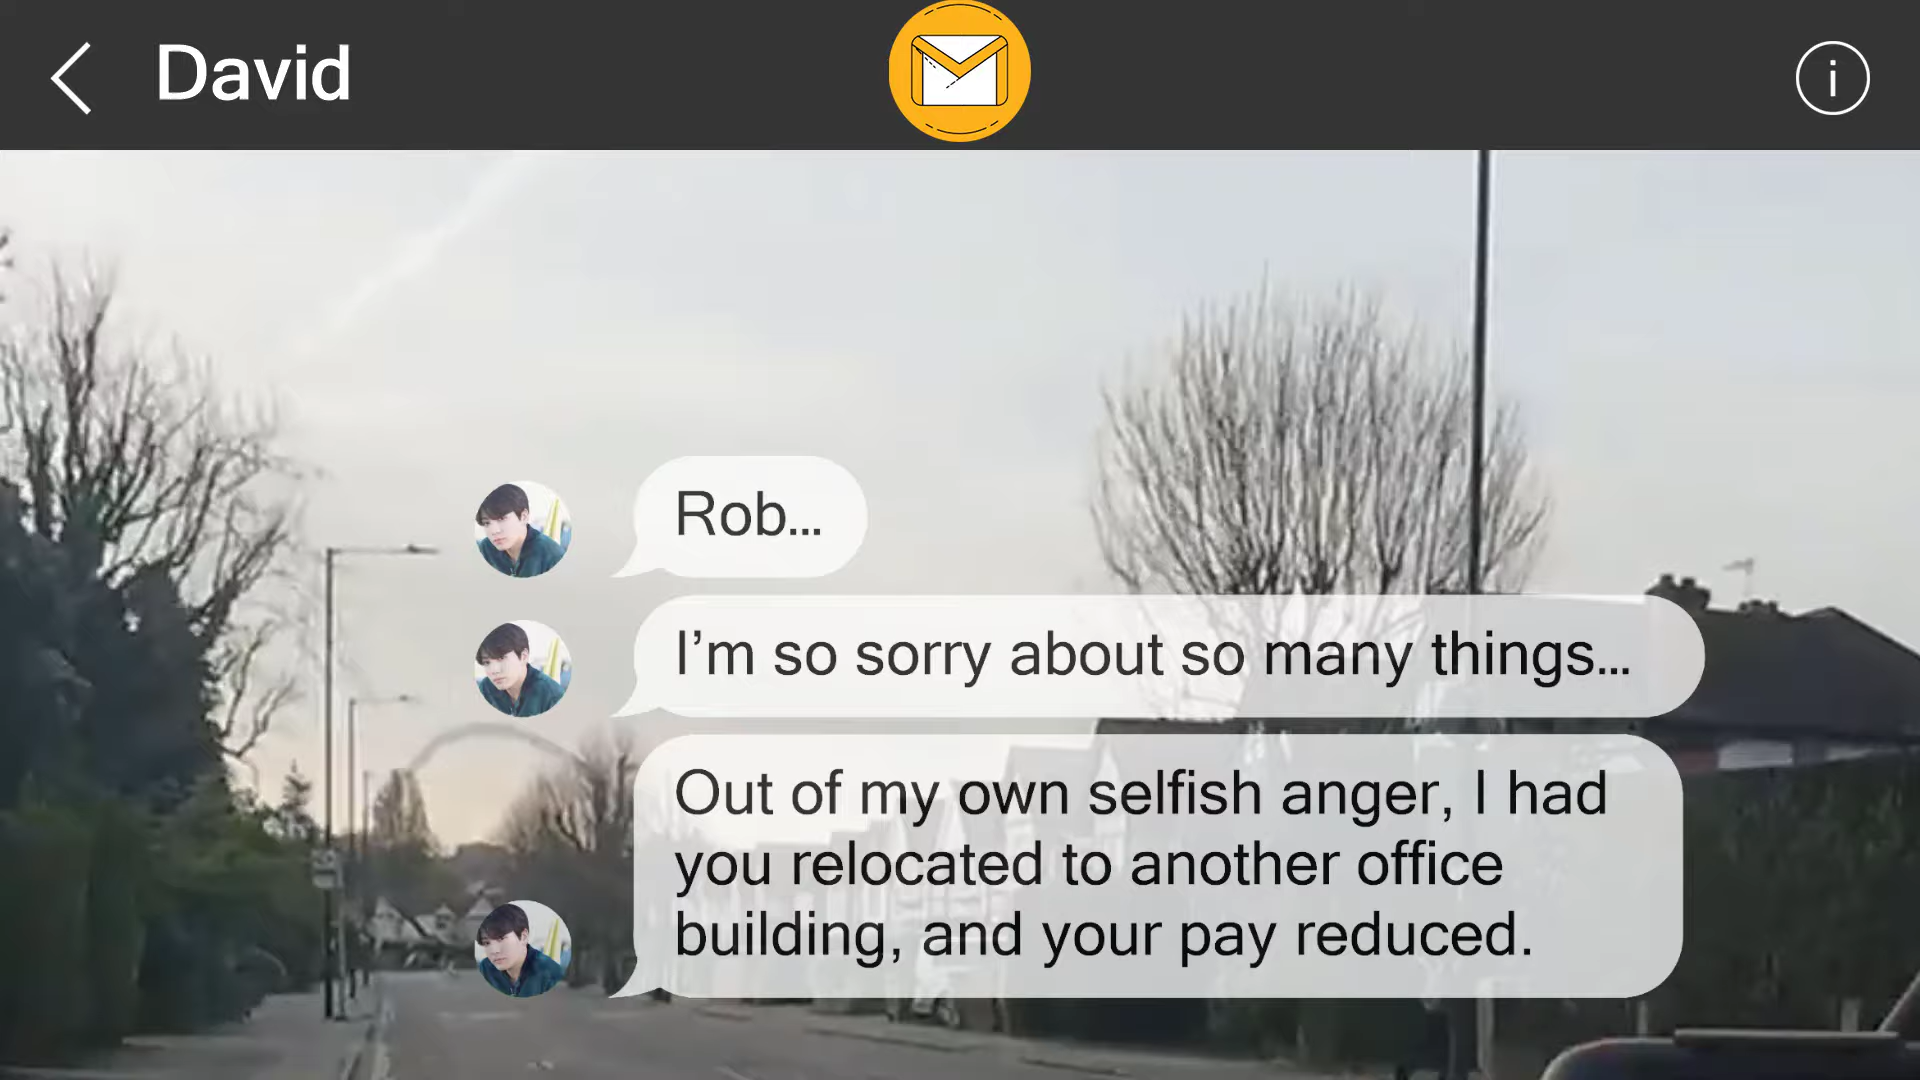 David
i
Rob...
I’m so sorry about so many things...
Out of my own selfish anger, I had
you relocated to another office
building, and your pay reduced.